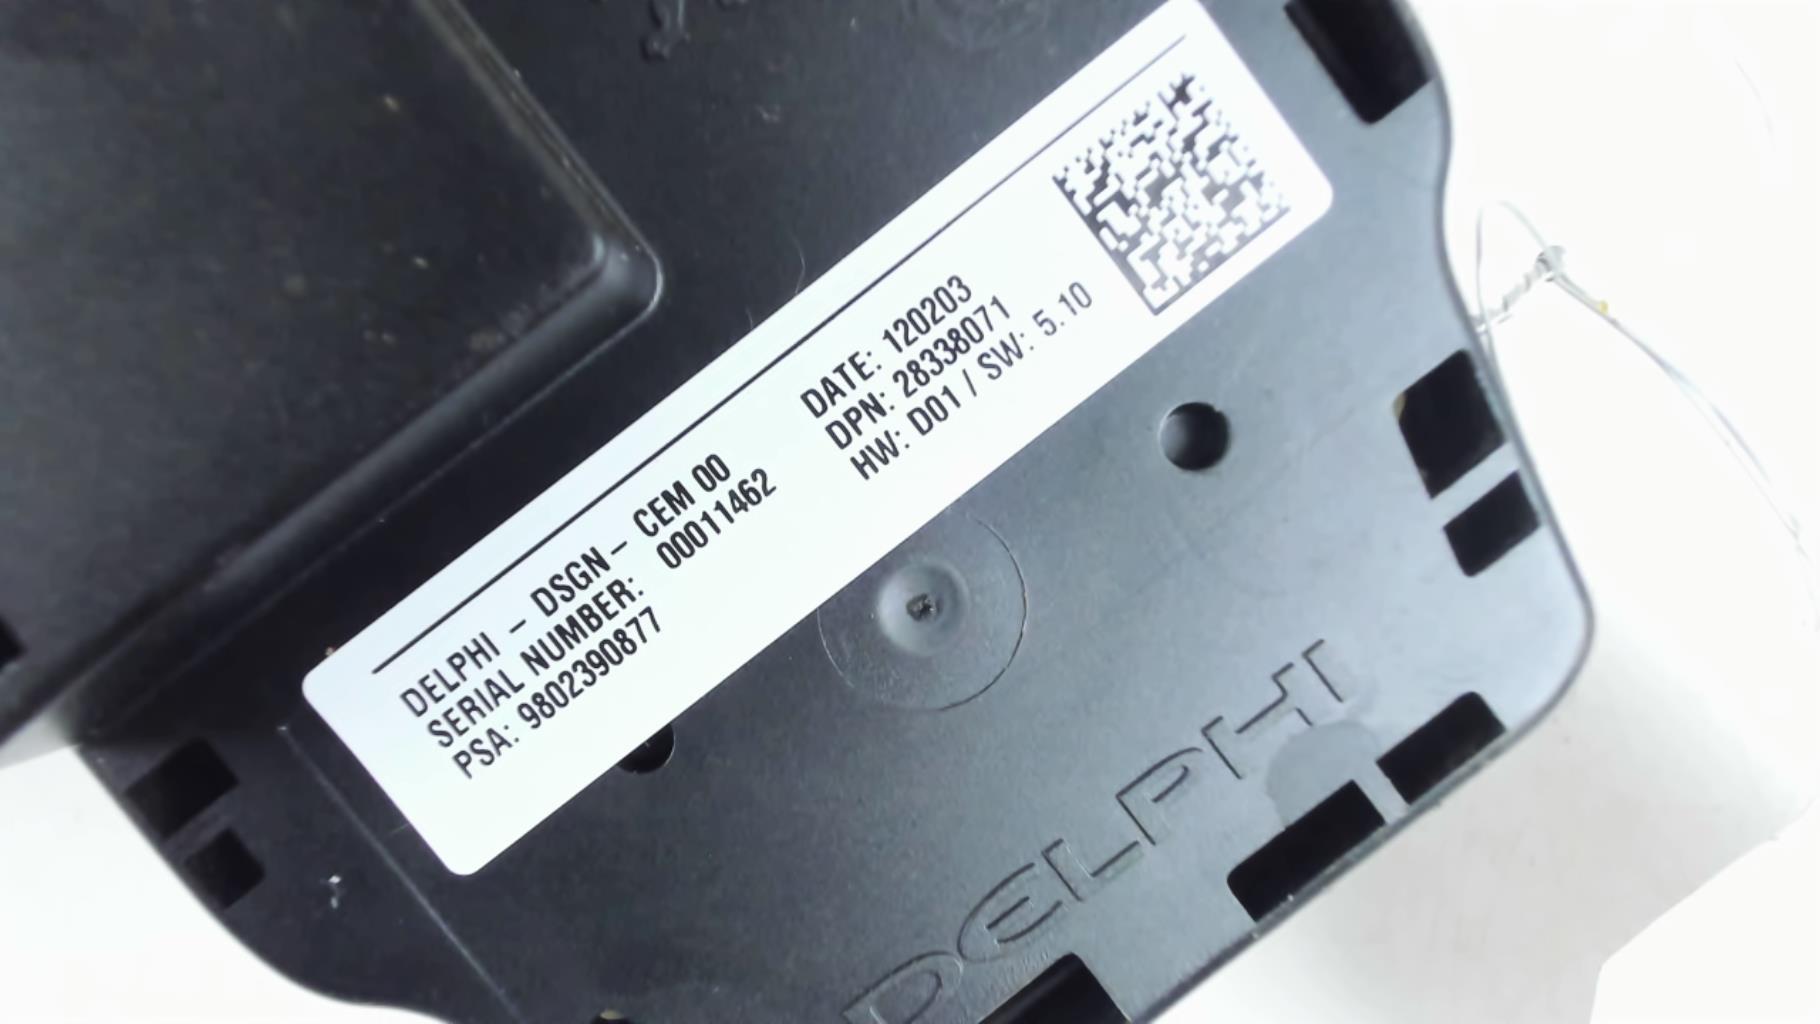 DELPHI – DSGN – CEM 00
SERIAL NUMBER: 00011462
PSA: 9802390877
DATE: 120203
DPN: 28338071
HW: D01 / SW: 5.10
DELPHI